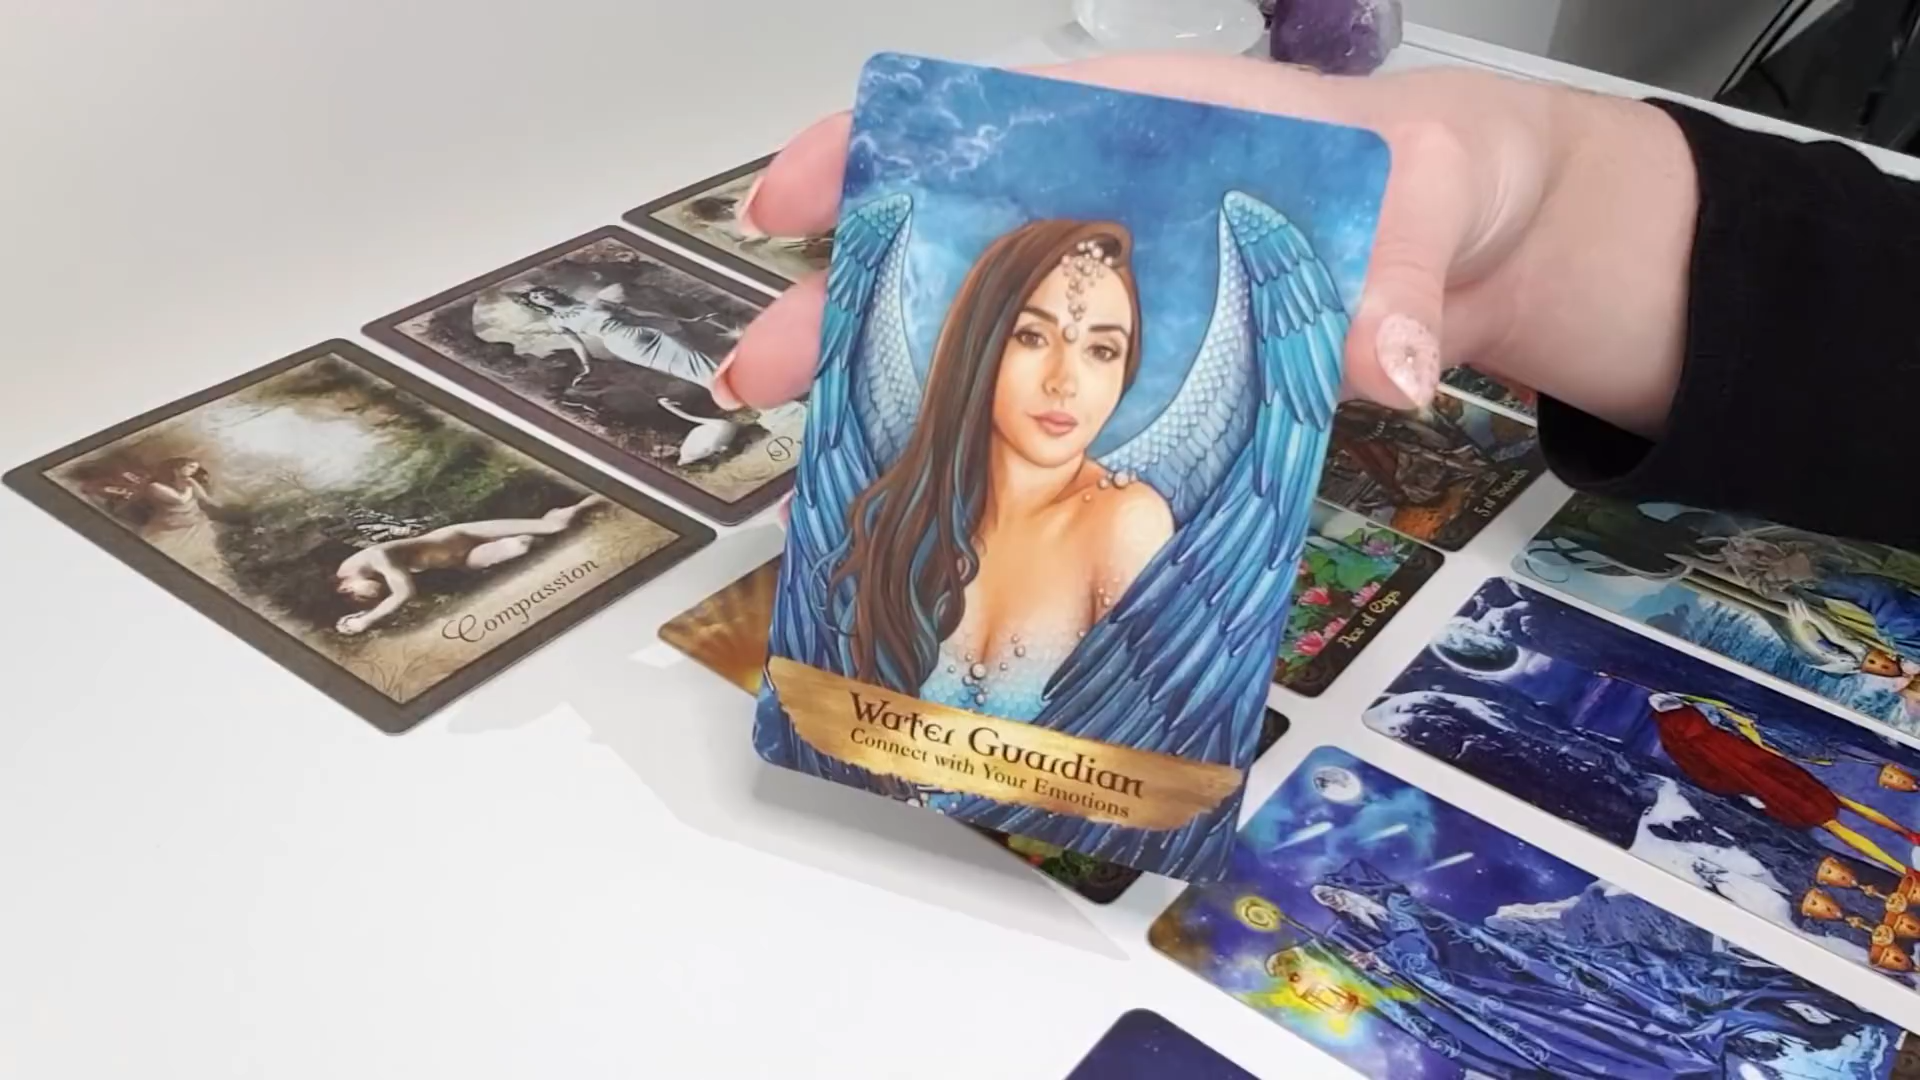 Water Guardian
Connect with Your Emotions
Compassion
5 of Swords
Ace of Cups